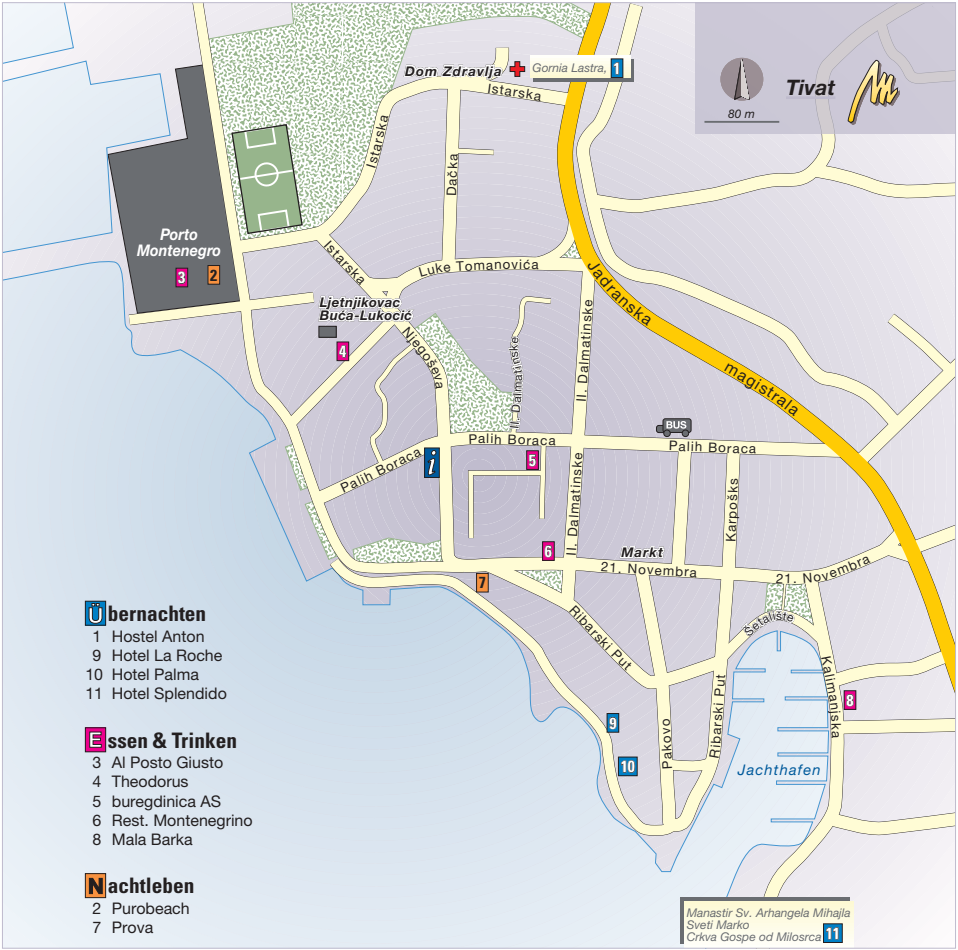 Dom Zdravlja
Gornia Lastra, 1
Tivat
80 m
Istarska
Istarska
Dačka
Porto
Montenegro
3 2
Istarska
Luke Tomanovića
Jadranska
magistrala
Ljetnjikovac
Buća-Lukocić
4
Njegoševa
II. Dalmatinske
II. Dalmatinske
BUS
Palih Boraca
Palih Boraca
Palih Boraca
i
5
II. Dalmatinske
Karpošks
6
Markt
21. Novembra
21. Novembra
7
Ribarski Put
Šetalište
Kalimanjska
8
9
10
Pakovo
Ribarski Put
Jachthafen
Übernachten
1 Hostel Anton
9 Hotel La Roche
10 Hotel Palma
11 Hotel Splendido
Essen & Trinken
3 Al Posto Giusto
4 Theodorus
5 buregdinica AS
6 Rest. Montenegrino
8 Mala Barka
Nachtleben
2 Purobeach
7 Prova
Manastir Sv. Arhangela Mihajla
Sveti Marko
Crkva Gospe od Milosrca 11